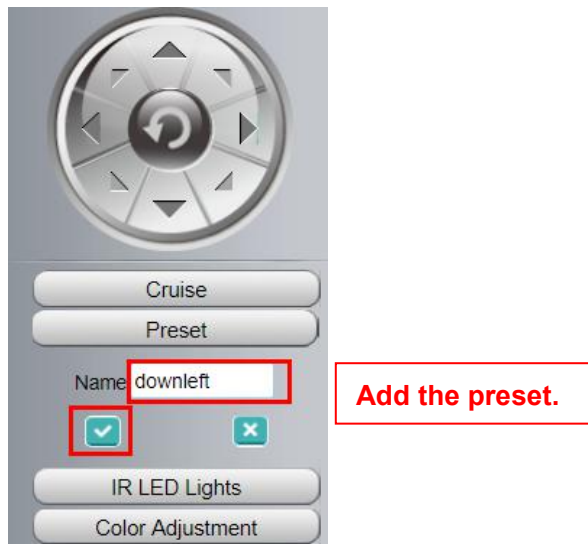 Cruise
Preset
Name downleft
Add the preset.
IR LED Lights
Color Adjustment